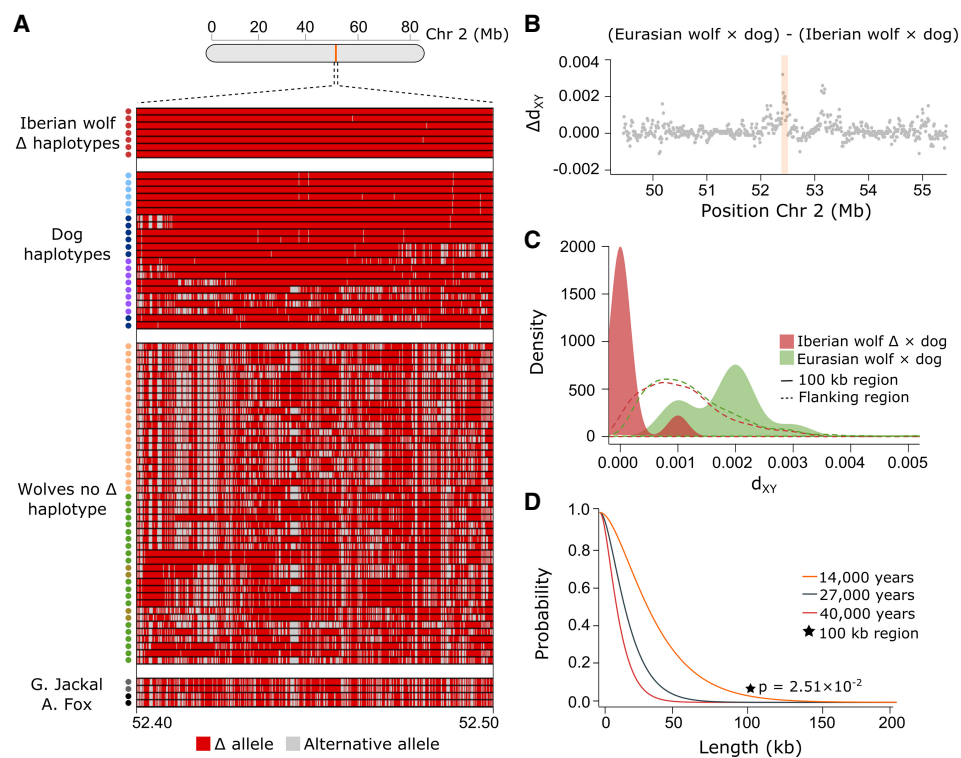 A
0 20 40 60 80 Chr 2 (Mb)
Iberian wolf
Δ haplotypes
Dog
haplotypes
Wolves no Δ
haplotype
G. Jackal
A. Fox
52.40 52.50
Δ allele Alternative allele
B
(Eurasian wolf × dog) - (Iberian wolf × dog)
0.004
0.002
0.000
-0.002
ΔdXY
50 51 52 53 54 55
Position Chr 2 (Mb)
C
2000
1500
1000
500
0
Density
Iberian wolf Δ × dog
Eurasian wolf × dog
100 kb region
Flanking region
0.000 0.001 0.002 0.003 0.004 0.005
dXY
D
1.0
0.8
0.6
0.4
0.2
0.0
Probability
14,000 years
27,000 years
40,000 years
100 kb region
p = 2.51×10⁻²
0 50 100 150 200
Length (kb)